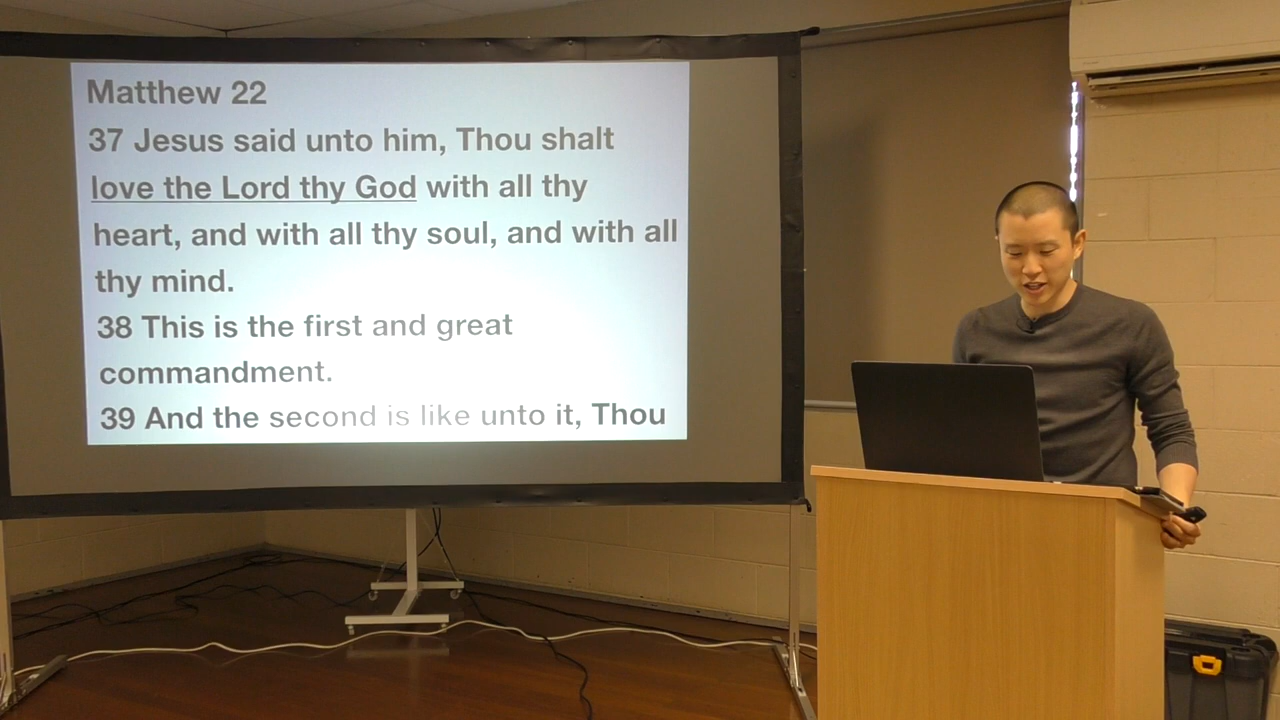 Matthew 22
37 Jesus said unto him, Thou shalt
love the Lord thy God with all thy
heart, and with all thy soul, and with all
thy mind.
38 This is the first and great
commandment.
39 And the second is like unto it, Thou